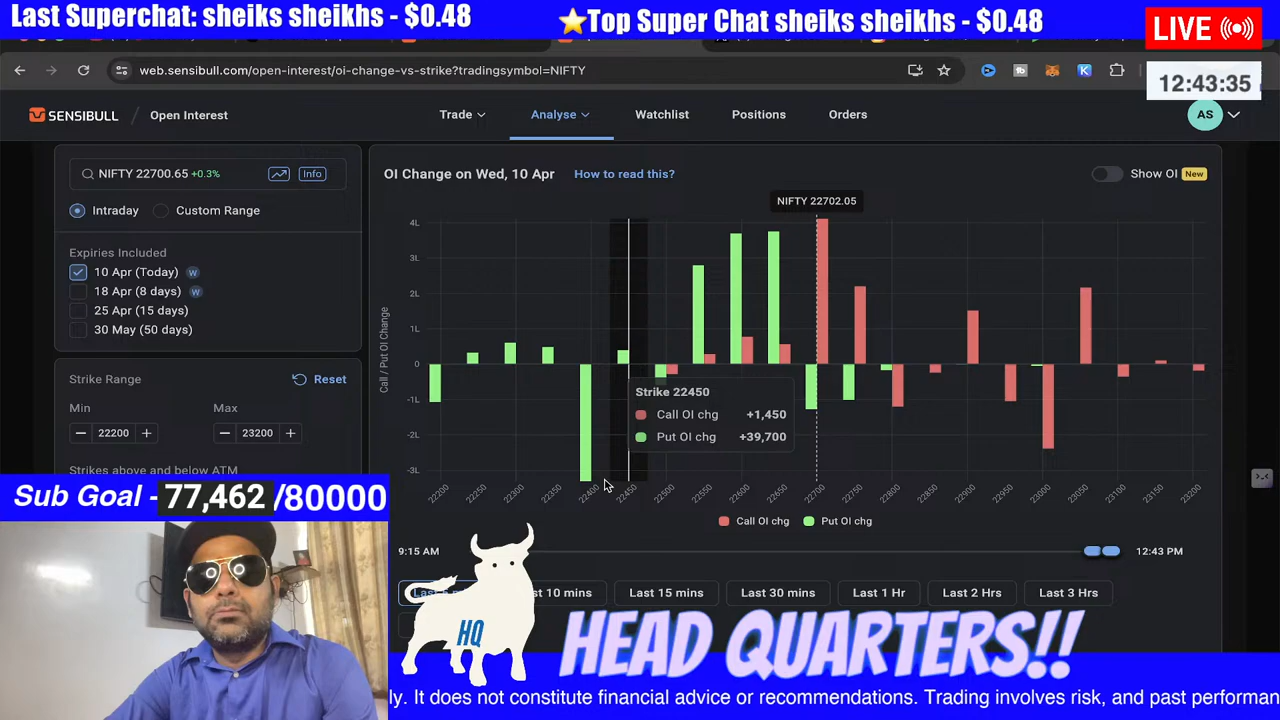 Last Superchat: sheiks sheikhs - $0.48
⭐Top Super Chat sheiks sheikhs - $0.48
LIVE
12:43:35
web.sensibull.com/open-interest/oi-change-vs-strike?tradingsymbol=NIFTY
SENSIBULL / Open Interest
Trade
Analyse
Watchlist
Positions
Orders
AS
NIFTY 22700.65 +0.3%
Info
Intraday
Custom Range
Expiries Included
10 Apr (Today) w
18 Apr (8 days) w
25 Apr (15 days)
30 May (50 days)
Strike Range
Reset
Min
Max
22200
23200
Strikes above and below ATM
OI Change on Wed, 10 Apr
How to read this?
Show OI New
NIFTY 22702.05
Call / Put OI Change
4L
3L
2L
1L
0
-1L
-2L
-3L
Strike 22450
Call OI chg +1,450
Put OI chg +39,700
22200 22250 22300 22350 22400 22450 22500 22550 22600 22650 22700 22750 22800 22850 22900 22950 23000 23050 23100 23150 23200
Call OI chg
Put OI chg
9:15 AM
12:43 PM
10 mins
Last 15 mins
Last 30 mins
Last 1 Hr
Last 2 Hrs
Last 3 Hrs
Sub Goal - 77,462 /80000
HQ
HEAD QUARTERS!!
ly. It does not constitute financial advice or recommendations. Trading involves risk, and past performan